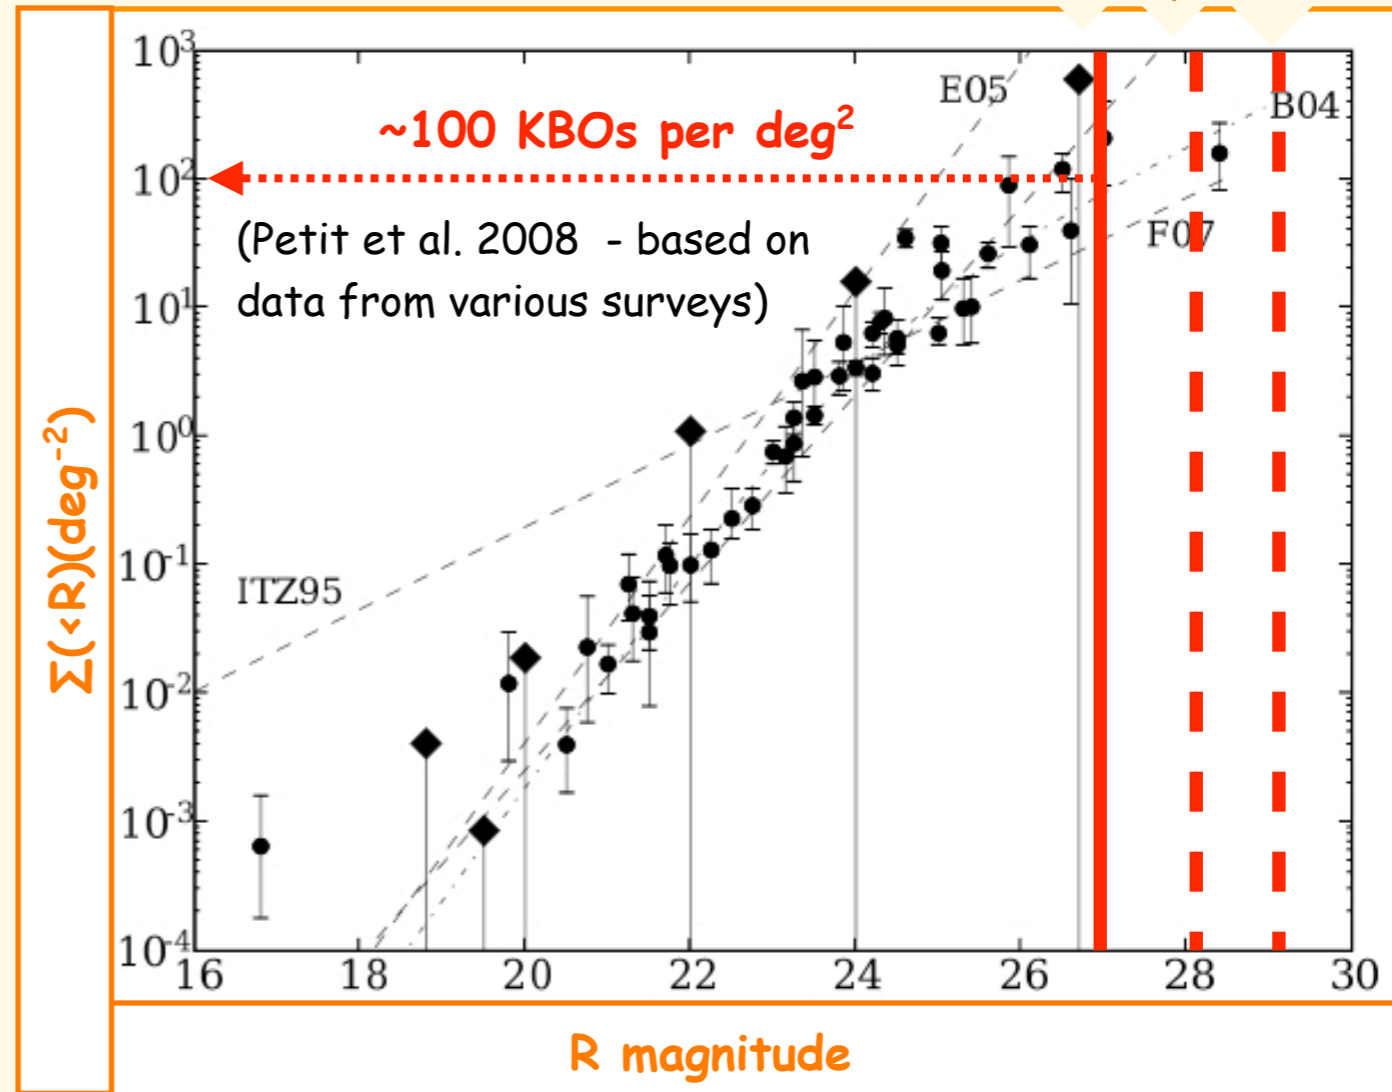 10³
E05
B04
~100 KBOs per deg²
10²
(Petit et al. 2008 - based on
data from various surveys)
F07
10¹
10⁰
10⁻¹
ITZ95
10⁻²
10⁻³
10⁻⁴
16 18 20 22 24 26 28 30
Σ(<R)(deg⁻²)
R magnitude